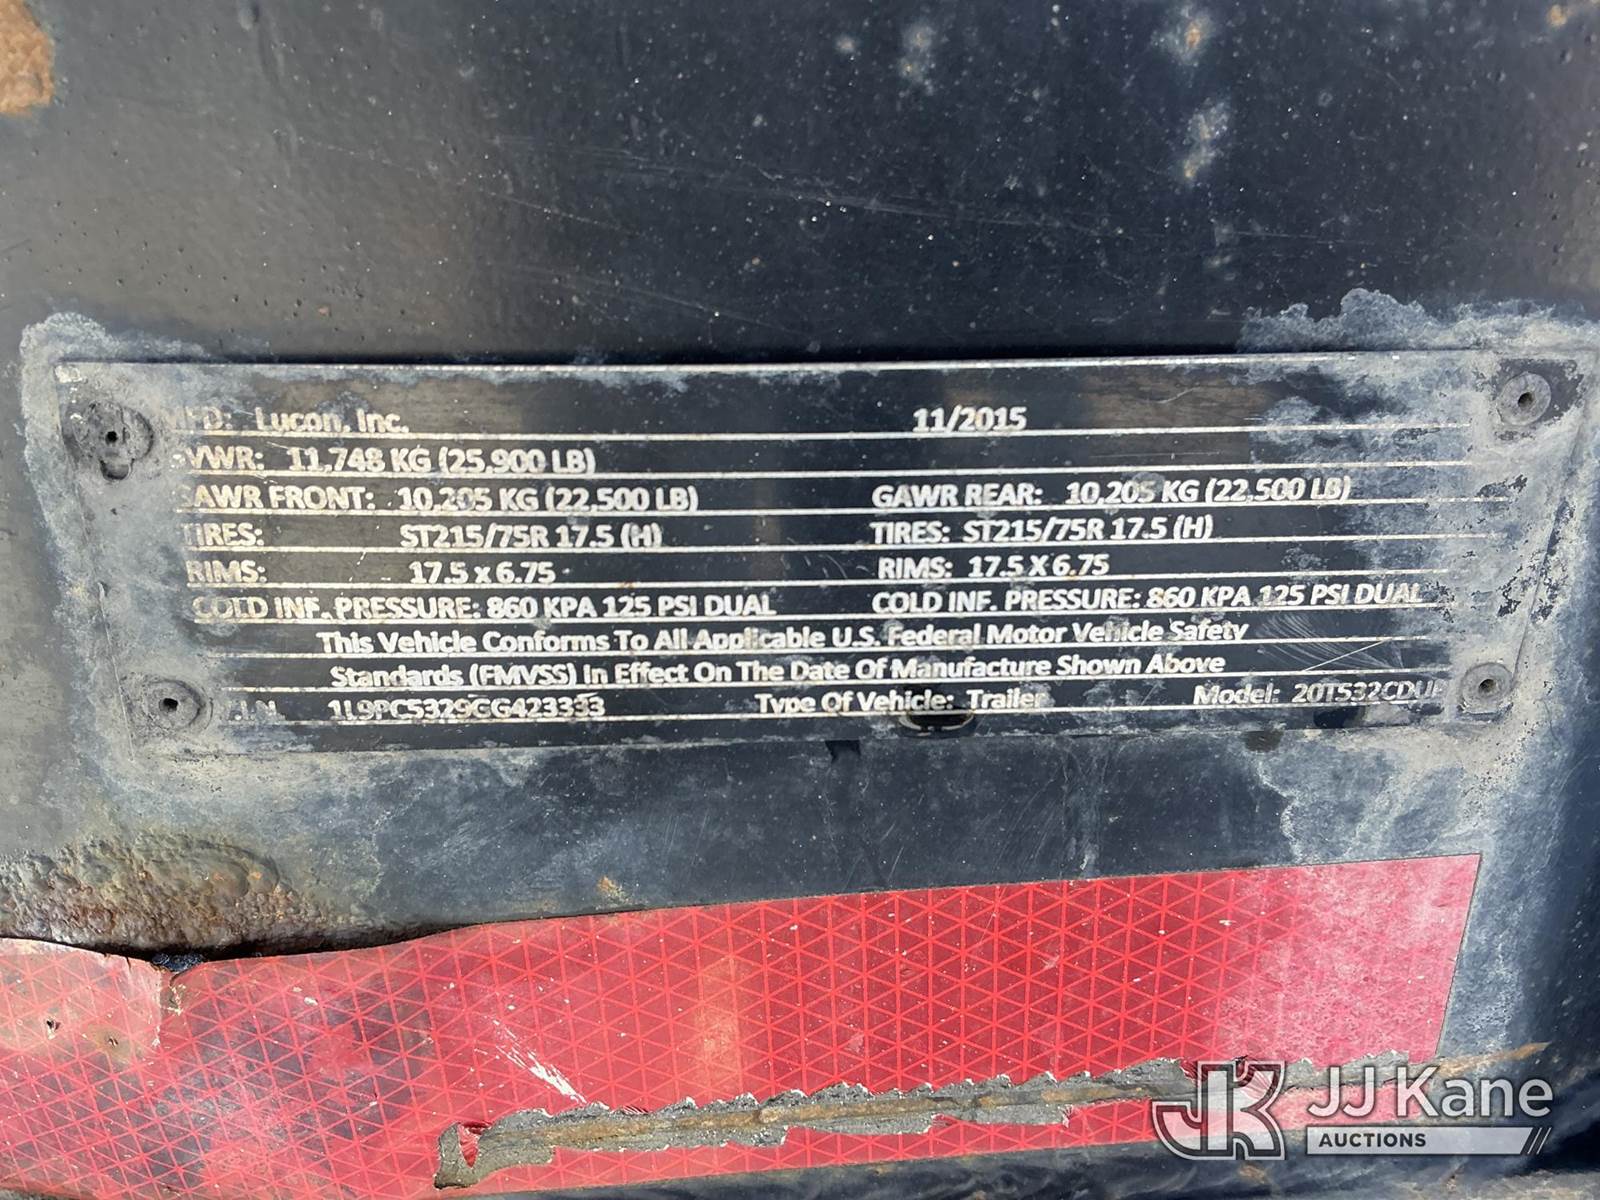 MFD: Lucon, Inc. 11/2015
GVWR: 11,748 KG (25,900 LB)
GAWR FRONT: 10,205 KG (22,500 LB) GAWR REAR: 10,205 KG (22,500 LB)
TIRES: ST215/75R 17.5 (H) TIRES: ST215/75R 17.5 (H)
RIMS: 17.5 x 6.75 RIMS: 17.5 X 6.75
COLD INF. PRESSURE: 860 KPA 125 PSI DUAL COLD INF. PRESSURE: 860 KPA 125 PSI DUAL
This Vehicle Conforms To All Applicable U.S. Federal Motor Vehicle Safety
Standards (FMVSS) In Effect On The Date Of Manufacture Shown Above
1L9PC5329GG423333 Type Of Vehicle: Trailer Model:
JK JJ Kane
AUCTIONS